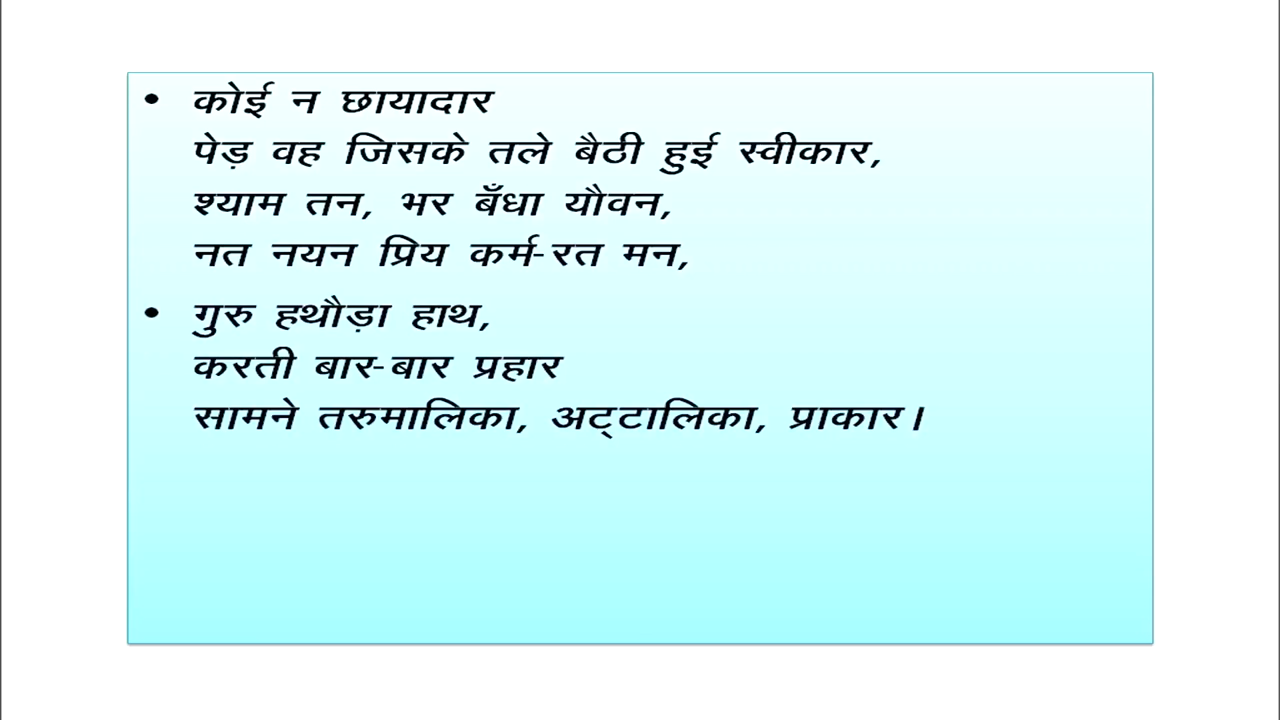 • कोई न छायादार
पेड़ वह जिसके तले बैठी हुई स्वीकार,
श्याम तन, भर बँधा यौवन,
नत नयन प्रिय कर्म-रत मन,
• गुरु हथौड़ा हाथ,
करती बार-बार प्रहार
सामने तरुमालिका, अट्टालिका, प्राकार।